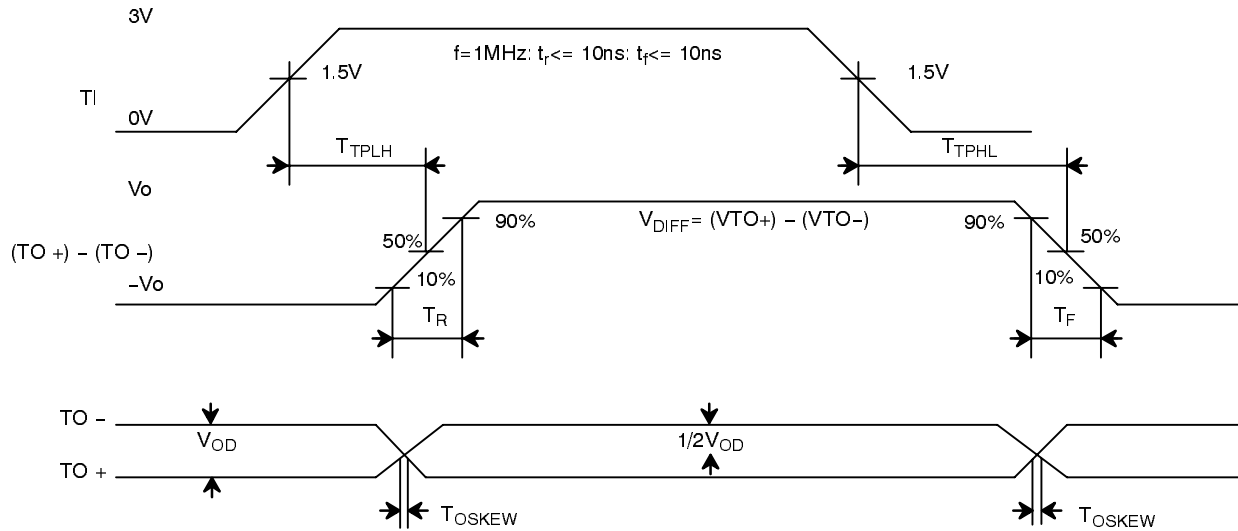 3V
f=1MHz: tr<= 10ns: tf<= 10ns
1.5V
1.5V
TI
0V
TTPLH
TTPHL
Vo
90%
VDIFF= (VTO+) – (VTO–)
90%
50%
50%
(TO +) – (TO –)
–Vo
10%
10%
TR
TF
TO –
VOD
1/2VOD
TO +
TOSKEW
TOSKEW